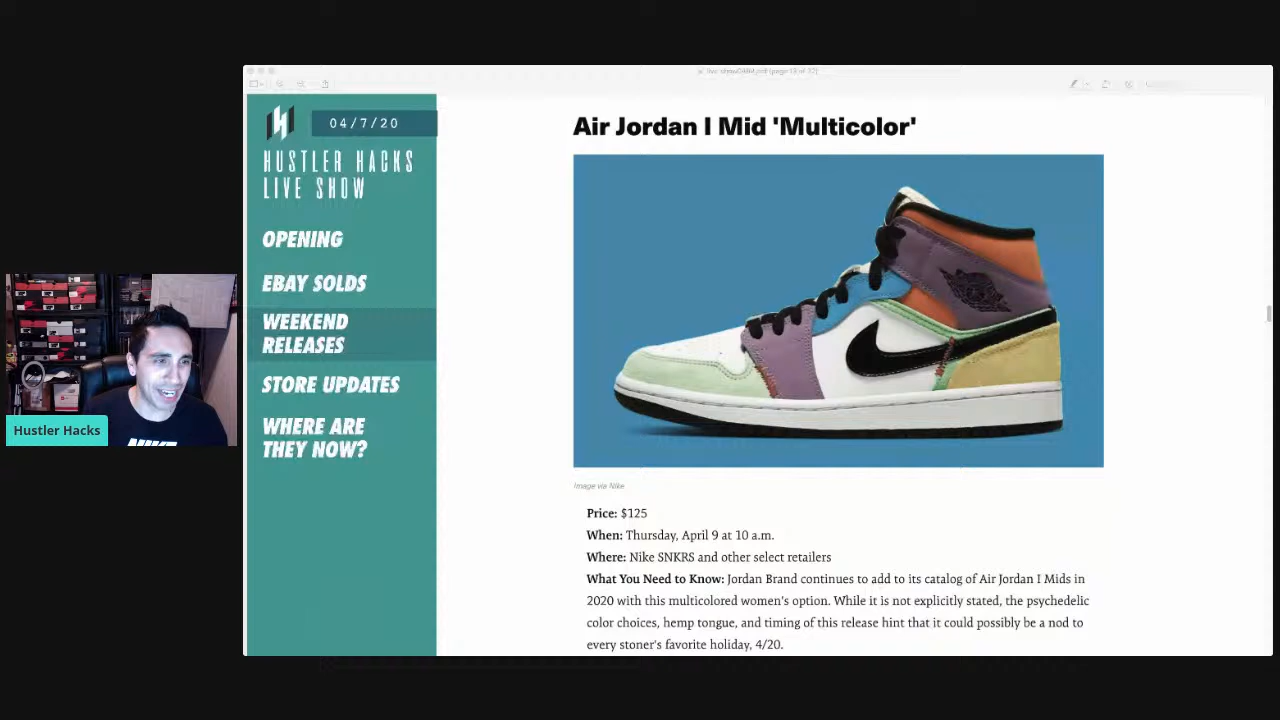 04/7/20
HUSTLER HACKS
LIVE SHOW
OPENING
EBAY SOLDS
WEEKEND
RELEASES
STORE UPDATES
WHERE ARE
THEY NOW?
Hustler Hacks
NIKE
Air Jordan I Mid 'Multicolor'
Image via Nike
Price: $125
When: Thursday, April 9 at 10 a.m.
Where: Nike SNKRS and other select retailers
What You Need to Know: Jordan Brand continues to add to its catalog of Air Jordan I Mids in
2020 with this multicolored women's option. While it is not explicitly stated, the psychedelic
color choices, hemp tongue, and timing of this release hint that it could possibly be a nod to
every stoner's favorite holiday, 4/20.